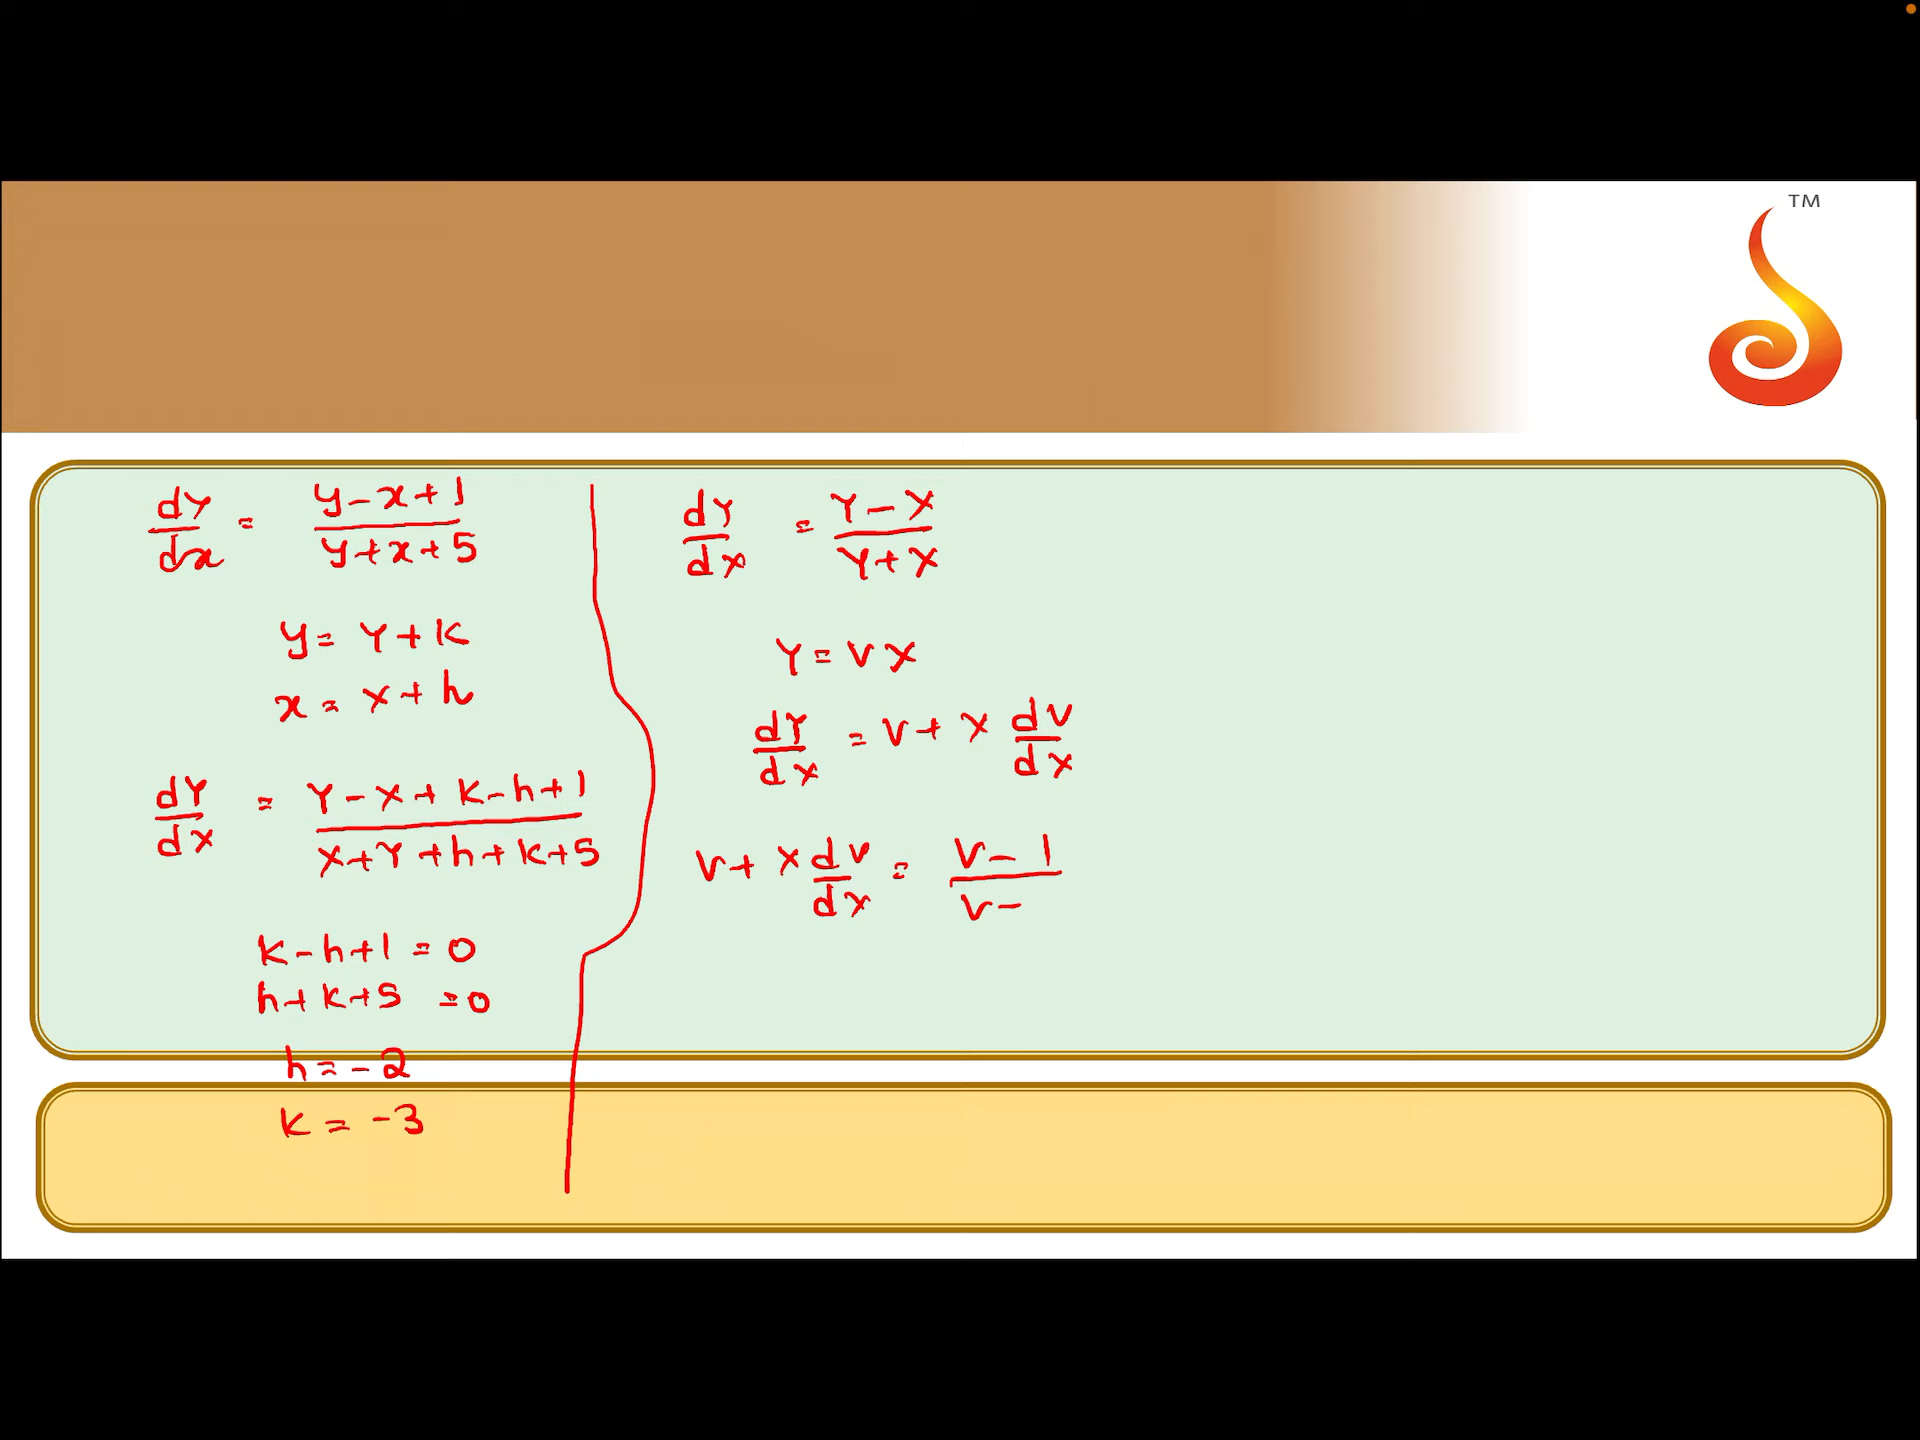 TM
dy/dx = (y-x+1)/(y+x+5)
y = Y+k
x = X+h
dY/dX = (Y-X+k-h+1)/(X+Y+h+k+5)
k-h+1 = 0
h+k+5 = 0
h = -2
k = -3
dY/dX = (Y-X)/(Y+X)
Y = VX
dY/dX = V+X dV/dX
V+X dV/dX = (V-1)/(V-